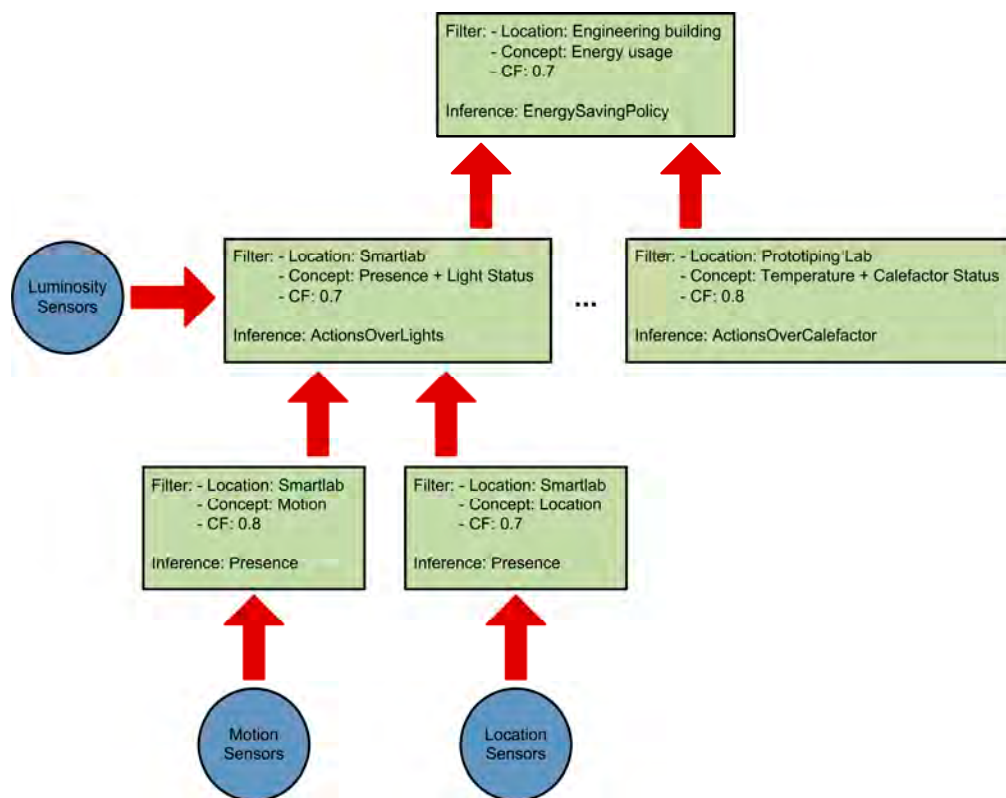 Filter: - Location: Engineering building
- Concept: Energy usage
- CF: 0.7
Inference: EnergySavingPolicy
Luminosity
Sensors
Filter: - Location: Smartlab
- Concept: Presence + Light Status
- CF: 0.7
Inference: ActionsOverLights
...
Filter: - Location: Prototiping Lab
- Concept: Temperature + Calefactor Status
- CF: 0.8
Inference: ActionsOverCalefactor
Filter: - Location: Smartlab
- Concept: Motion
- CF: 0.8
Inference: Presence
Filter: - Location: Smartlab
- Concept: Location
- CF: 0.7
Inference: Presence
Motion
Sensors
Location
Sensors